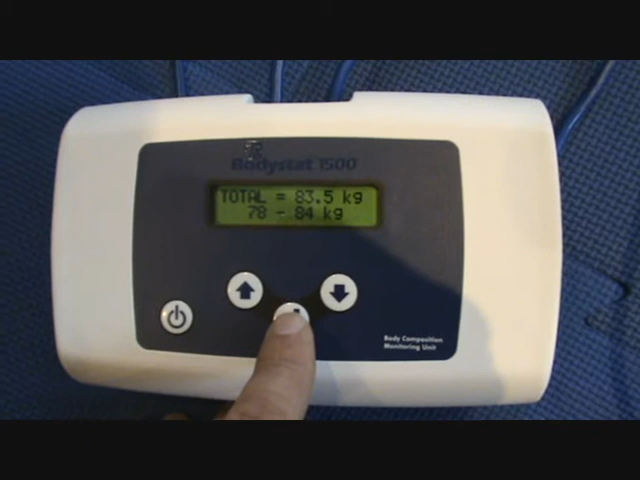 Bodystat 1500
TOTAL = 83.5 kg
78 - 84 kg
Body Composition
Monitoring Unit